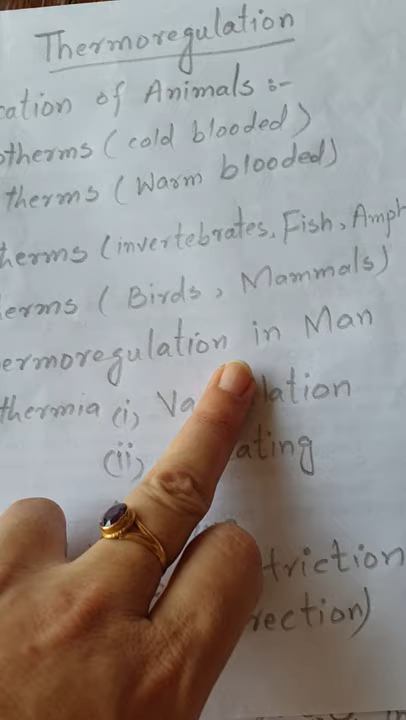 Thermoregulation
cation of Animals :-
otherms (cold blooded)
therms (Warm blooded)
herms (invertebrates, Fish, Amph
erms (Birds, Mammals)
ermoregulation in Man
thermia (i) Va lation
(ii) ating
triction
rection)